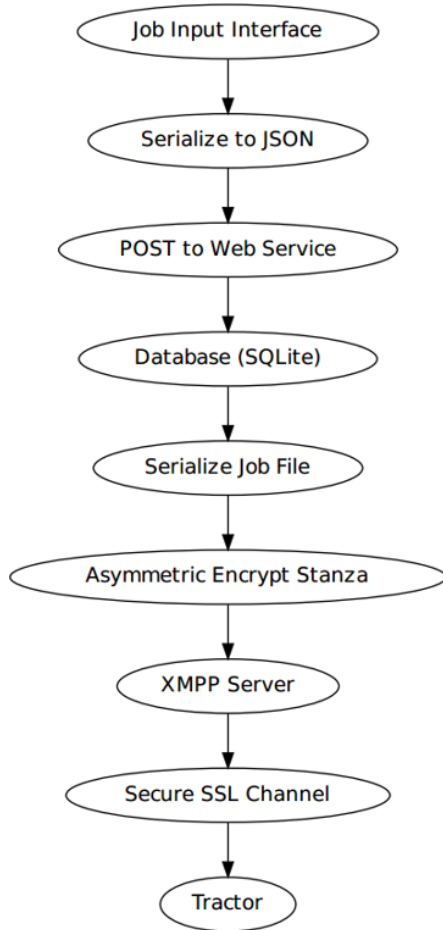 Job Input Interface
Serialize to JSON
POST to Web Service
Database (SQLite)
Serialize Job File
Asymmetric Encrypt Stanza
XMPP Server
Secure SSL Channel
Tractor